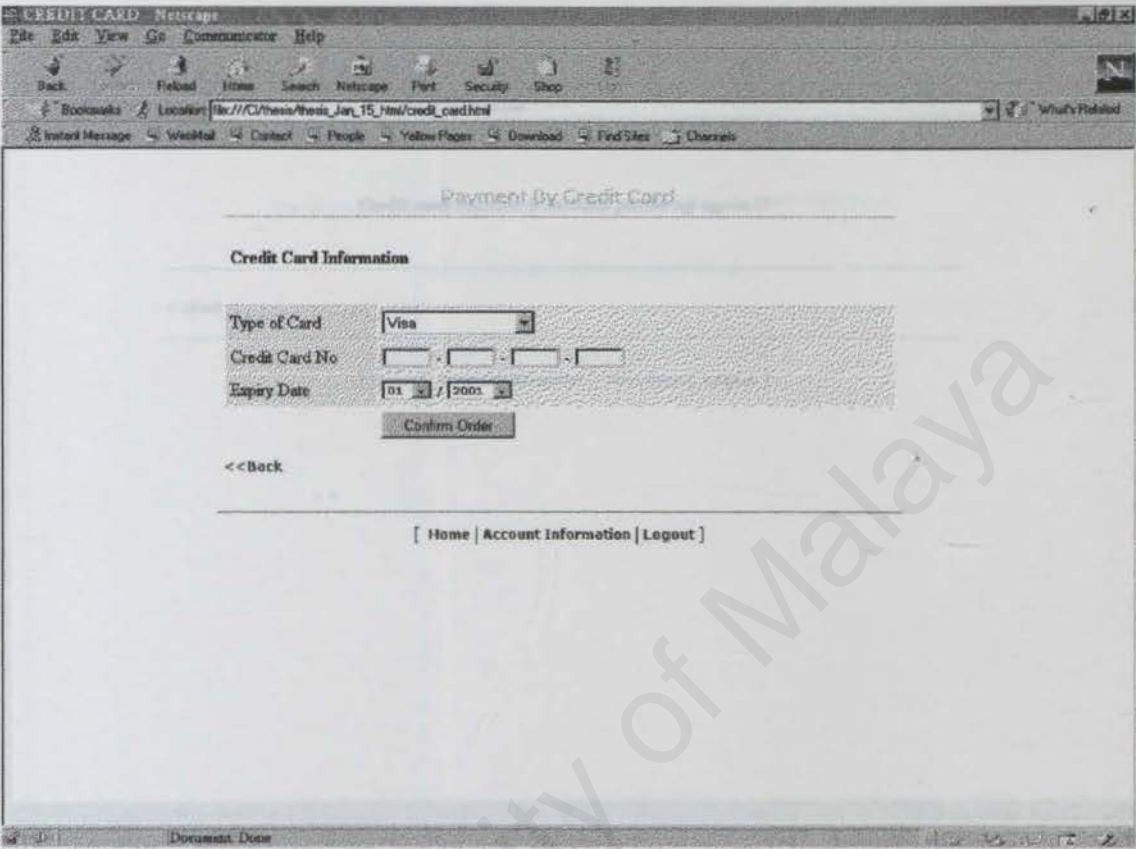 CREDIT CARD Netscape
File Edit View Go Communicator Help
Back Reload Home Search Netscape Print Security Shop
Bookmarks Location: file:///C|/thesis/thesis_Jan_15_html/credit_card.html What's Related
Instant Message WebMail Contact People Yellow Pages Download Find Sites Channels
Payment By Credit Card
Credit Card Information
Type of Card Visa
Credit Card No - - -
Expiry Date 01 / 2001
Confirm Order
<<Back
[ Home | Account Information | Logout ]
Document: Done
ity of Malaya